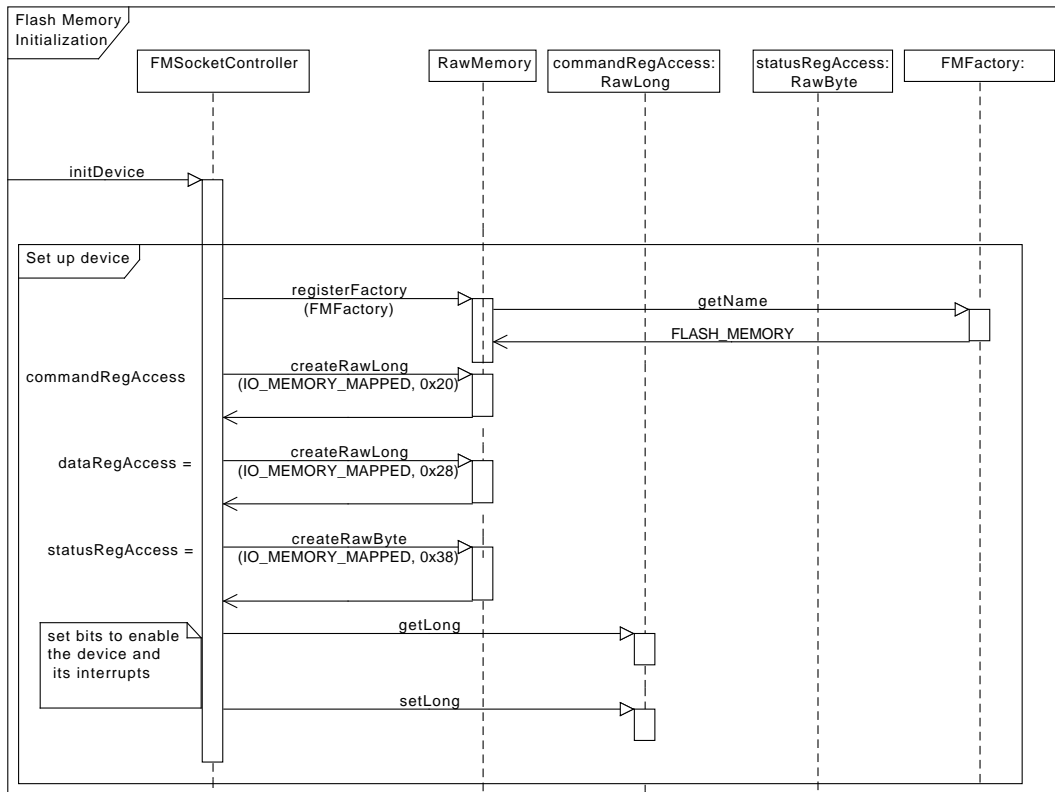 Flash Memory
Initialization
FMSocketController
RawMemory
commandRegAccess:
RawLong
statusRegAccess:
RawByte
FMFactory:
initDevice
Set up device
registerFactory
(FMFactory)
getName
FLASH_MEMORY
commandRegAccess
createRawLong
(IO_MEMORY_MAPPED, 0x20)
dataRegAccess =
createRawLong
(IO_MEMORY_MAPPED, 0x28)
statusRegAccess =
createRawByte
(IO_MEMORY_MAPPED, 0x38)
set bits to enable
the device and
its interrupts
getLong
setLong